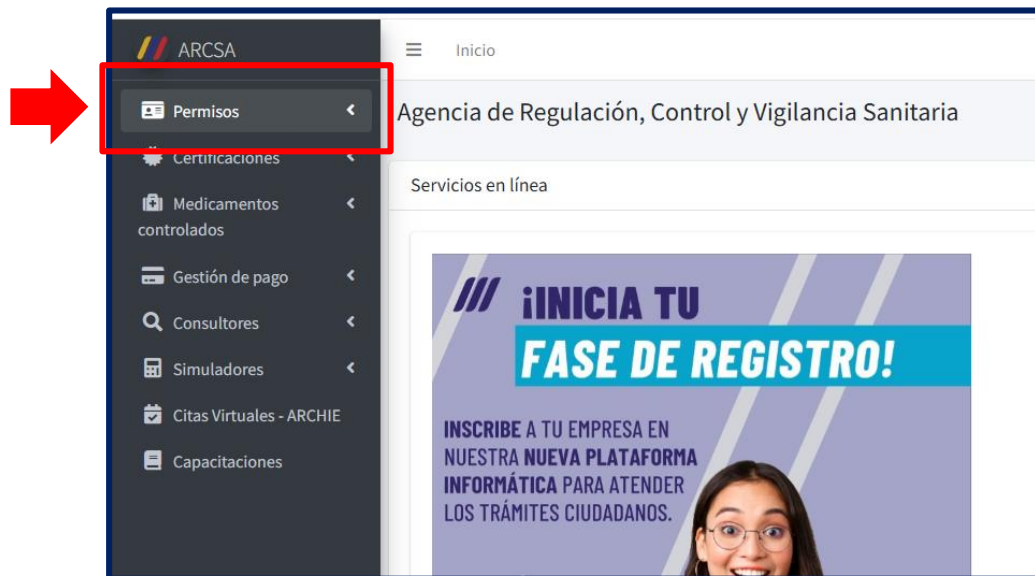 ARCSA
Inicio
Permisos
Agencia de Regulación, Control y Vigilancia Sanitaria
Certificaciones
Servicios en línea
Medicamentos
controlados
Gestión de pago
Consultores
Simuladores
Citas Virtuales - ARCHIE
Capacitaciones
¡INICIA TU
FASE DE REGISTRO!
INSCRIBE A TU EMPRESA EN
NUESTRA NUEVA PLATAFORMA
INFORMÁTICA PARA ATENDER
LOS TRÁMITES CIUDADANOS.